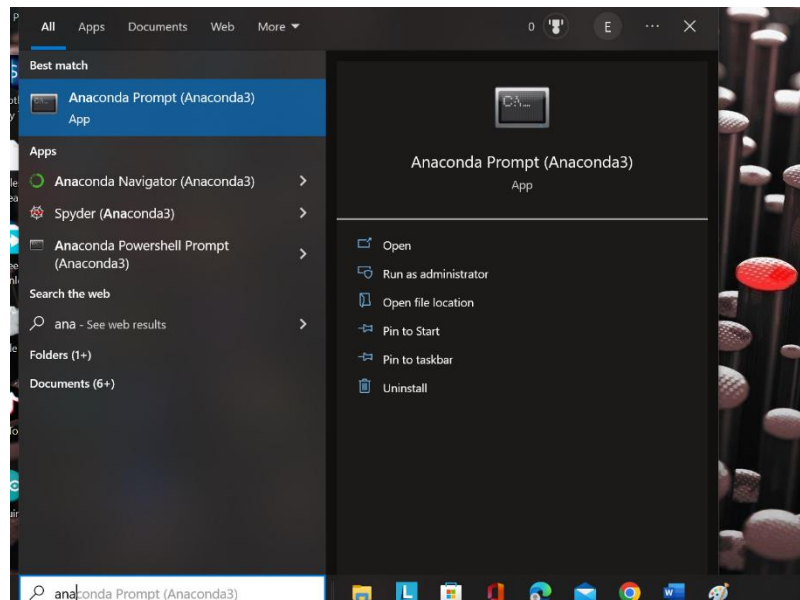 All Apps Documents Web More 0 E ...
Best match
Anaconda Prompt (Anaconda3)
App
Apps
Anaconda Navigator (Anaconda3)
Spyder (Anaconda3)
Anaconda Powershell Prompt
(Anaconda3)
Search the web
ana - See web results
Folders (1+)
Documents (6+)
anaconda Prompt (Anaconda3)
C:\...
Anaconda Prompt (Anaconda3)
App
Open
Run as administrator
Open file location
Pin to Start
Pin to taskbar
Uninstall
L
W